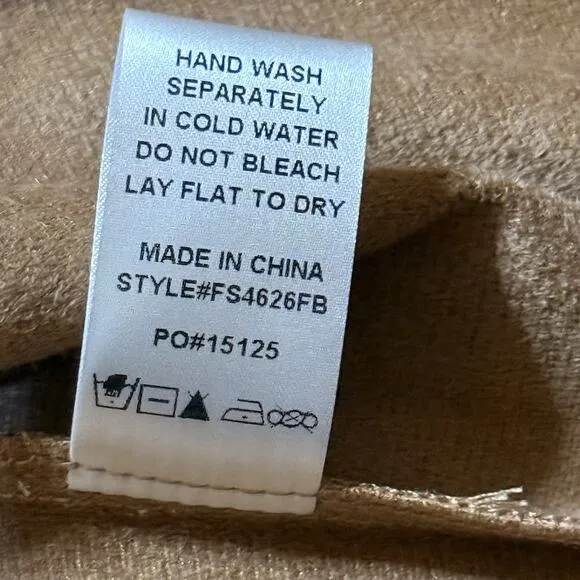 HAND WASH
SEPARATELY
IN COLD WATER
DO NOT BLEACH
LAY FLAT TO DRY
MADE IN CHINA
STYLE#FS4626FB
PO#15125